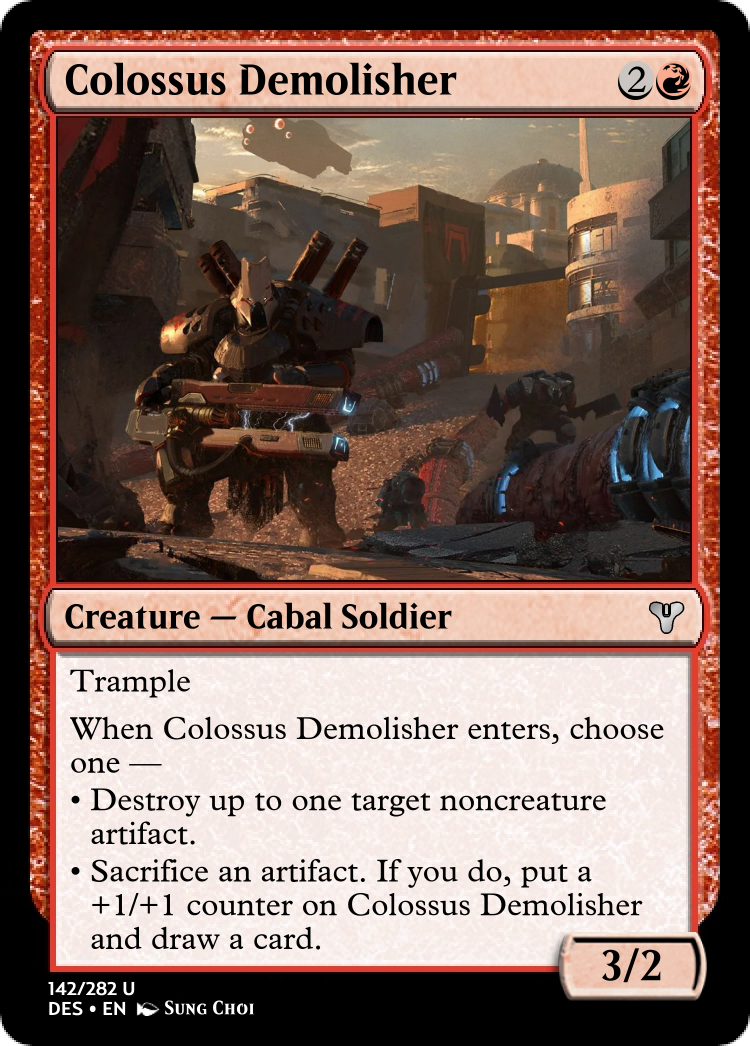 Colossus Demolisher 2
Creature — Cabal Soldier
Trample
When Colossus Demolisher enters, choose
one —
• Destroy up to one target noncreature
artifact.
• Sacrifice an artifact. If you do, put a
+1/+1 counter on Colossus Demolisher
and draw a card.
3/2
142/282 U
DES • EN Sung Choi